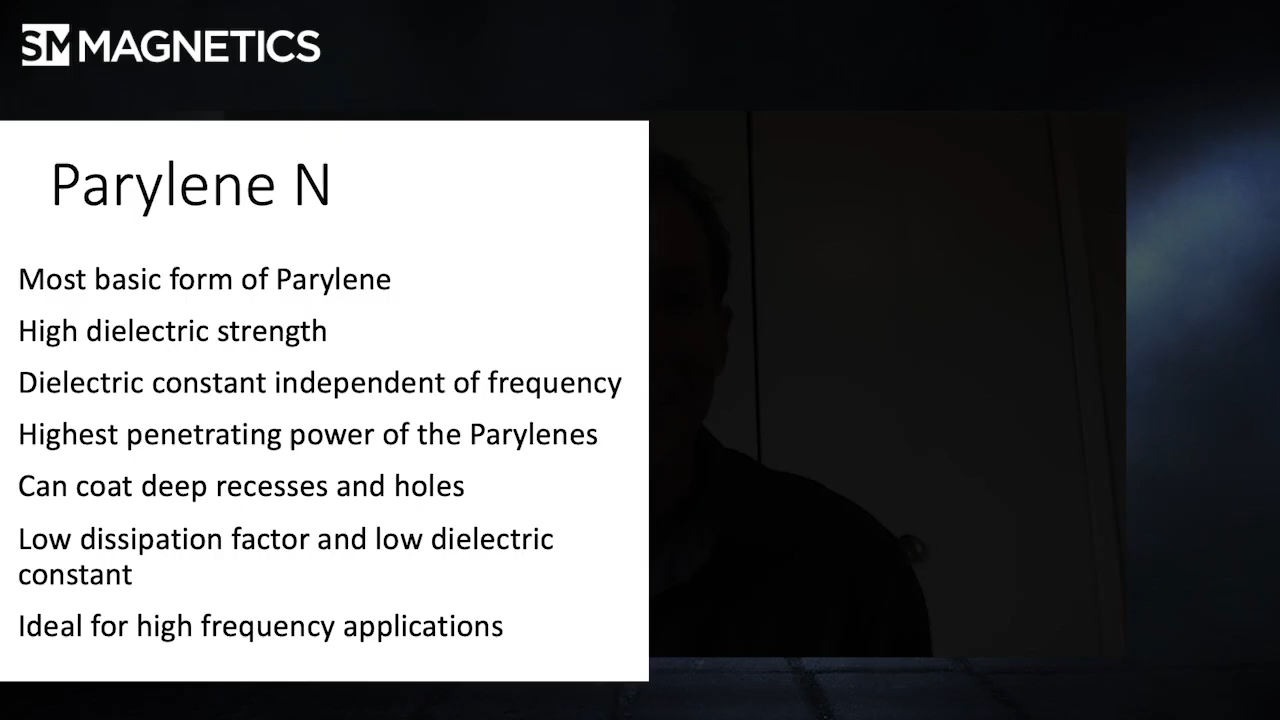 SM MAGNETICS
Parylene N
Most basic form of Parylene
High dielectric strength
Dielectric constant independent of frequency
Highest penetrating power of the Parylenes
Can coat deep recesses and holes
Low dissipation factor and low dielectric
constant
Ideal for high frequency applications